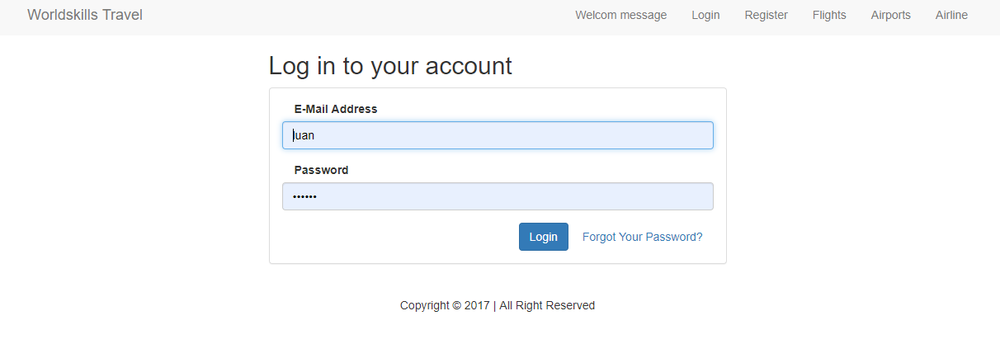 Worldskills Travel Welcom message Login Register Flights Airports Airline
Log in to your account
E-Mail Address
juan
Password
••••••
Login Forgot Your Password?
Copyright © 2017 | All Right Reserved